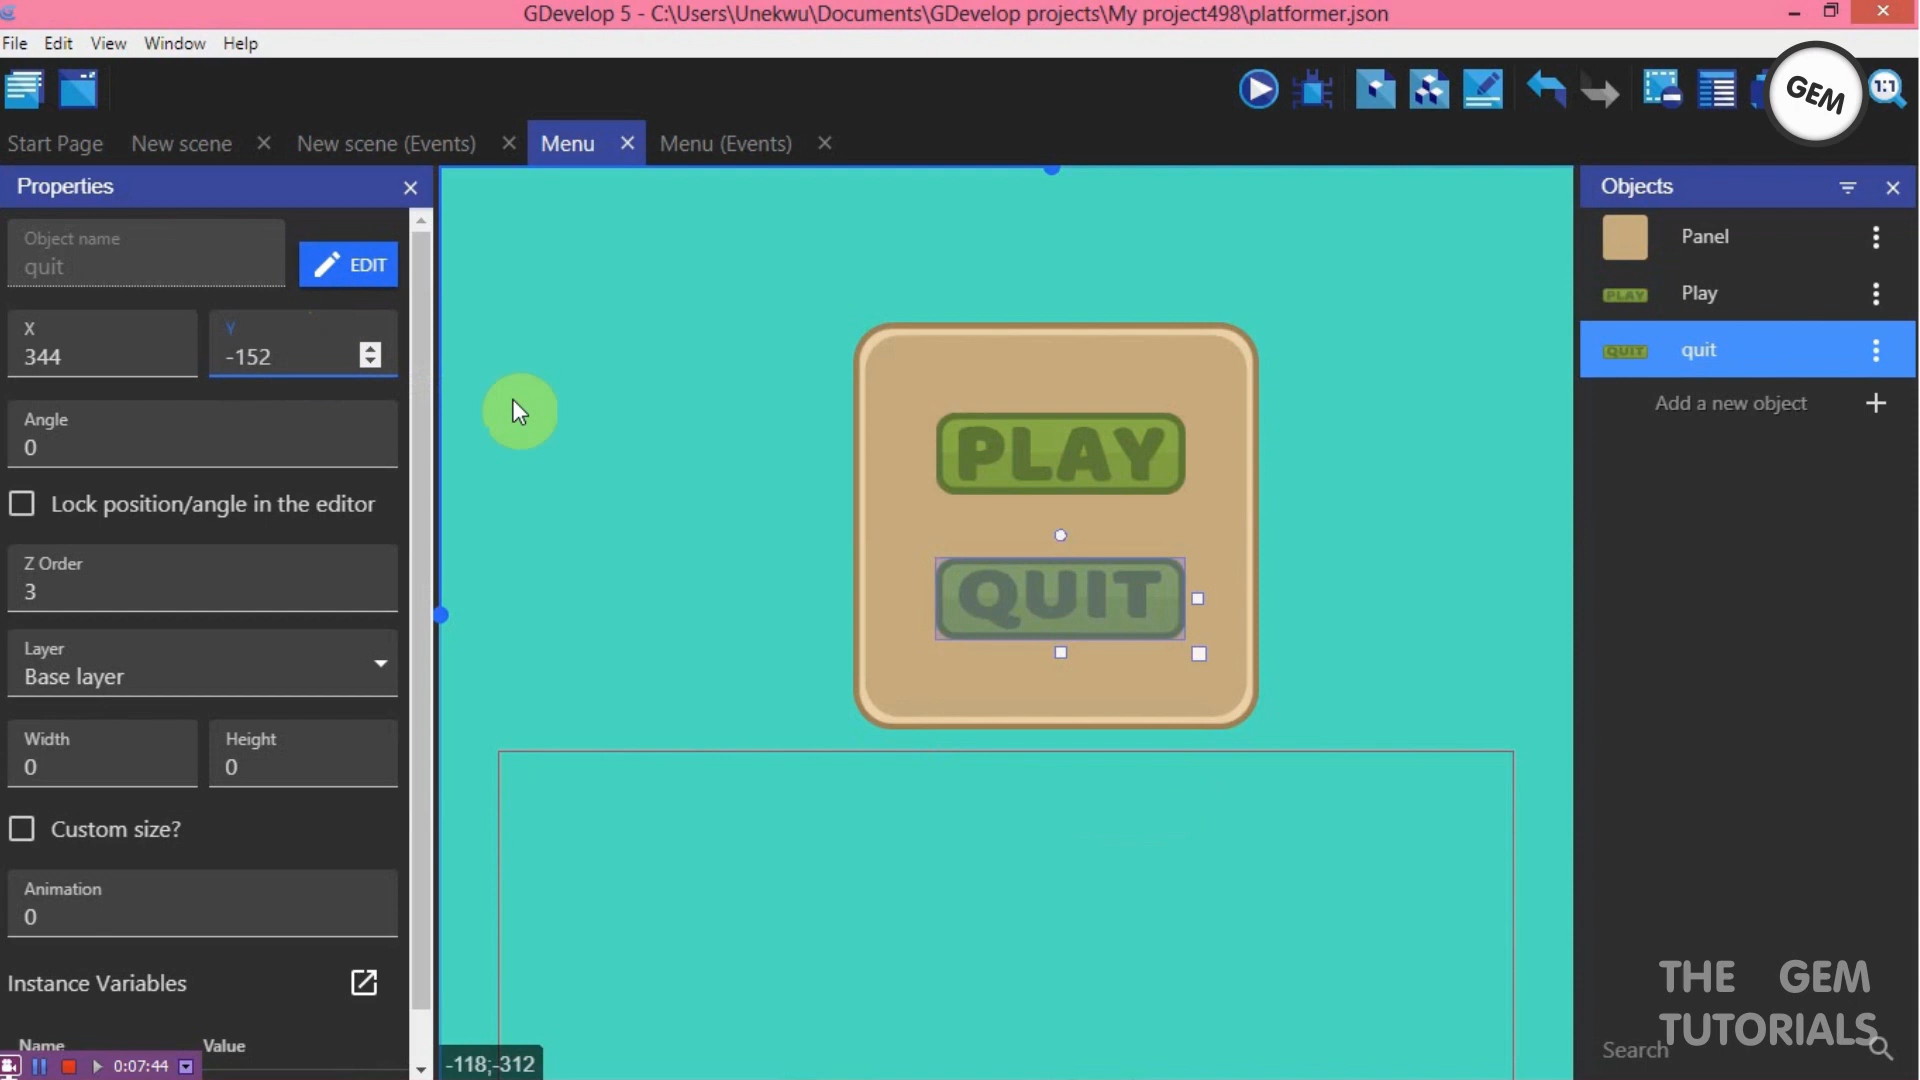 GDevelop 5 - C:\Users\Unekwu\Documents\GDevelop projects\My project498\platformer.json
File Edit View Window Help
1:1
GEM
Start Page New scene New scene (Events) Menu Menu (Events)
Properties
Object name
quit
EDIT
X
344
Y
-152
Angle
0
Lock position/angle in the editor
Z Order
3
Layer
Base layer
Width
0
Height
0
Custom size?
Animation
0
Instance Variables
Name Value
0:07:44
PLAY
QUIT
-118;-312
Objects
Panel
PLAY Play
QUIT quit
Add a new object
THE GEM
TUTORIALS
Search